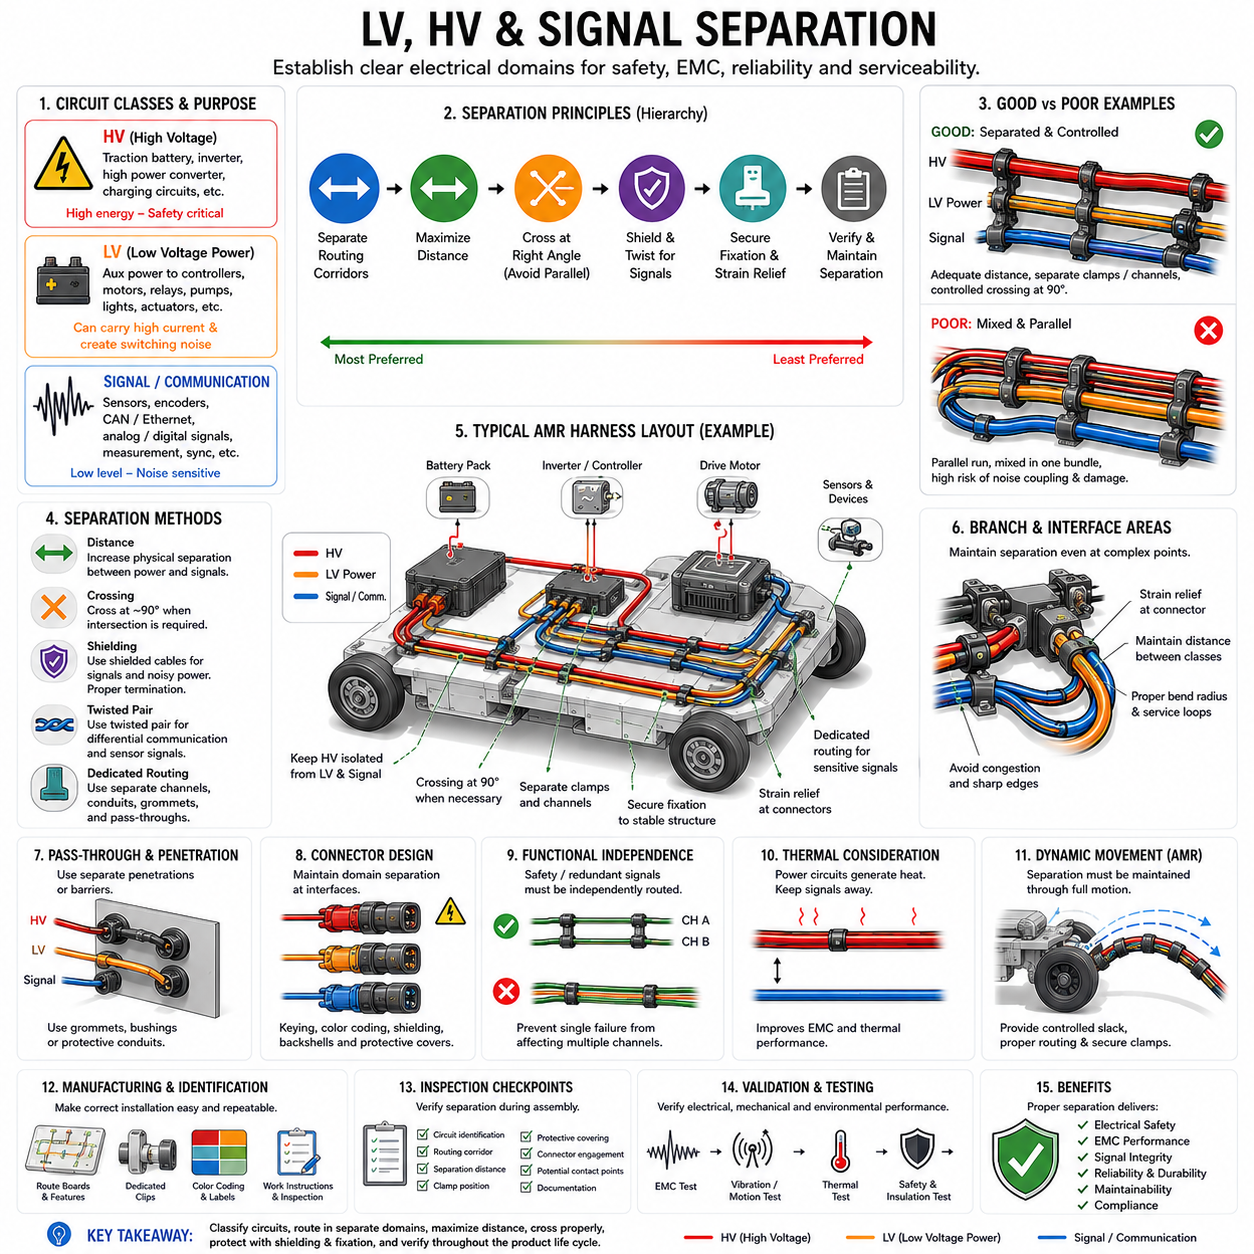 LV, HV & SIGNAL SEPARATION
Establish clear electrical domains for safety, EMC, reliability and serviceability.
1. CIRCUIT CLASSES & PURPOSE
HV (High Voltage)
Traction battery, inverter,
high power converter,
charging circuits, etc.
High energy – Safety critical
LV (Low Voltage Power)
Aux power to controllers,
motors, relays, pumps,
lights, actuators, etc.
Can carry high current &
create switching noise
SIGNAL / COMMUNICATION
Sensors, encoders,
CAN / Ethernet,
analog / digital signals,
measurement, sync, etc.
Low level – Noise sensitive
2. SEPARATION PRINCIPLES (Hierarchy)
Separate
Routing
Corridors
Maximize
Distance
Cross at
Right Angle
(Avoid Parallel)
Shield &
Twist for
Signals
Secure
Fixation &
Strain Relief
Verify &
Maintain
Separation
Most Preferred
Least Preferred
3. GOOD vs POOR EXAMPLES
GOOD: Separated & Controlled
HV
LV Power
Signal
Adequate distance, separate clamps / channels,
controlled crossing at 90°.
POOR: Mixed & Parallel
Parallel run, mixed in one bundle,
high risk of noise coupling & damage.
4. SEPARATION METHODS
Distance
Increase physical separation
between power and signals.
Crossing
Cross at ~90° when
intersection is required.
Shielding
Use shielded cables for
signals and noisy power.
Proper termination.
Twisted Pair
Use twisted pair for
differential communication
and sensor signals.
Dedicated Routing
Use separate channels,
conduits, grommets,
and pass-throughs.
5. TYPICAL AMR HARNESS LAYOUT (EXAMPLE)
Battery Pack
Inverter / Controller
Drive Motor
Sensors &
Devices
HV
LV Power
Signal / Comm.
Keep HV isolated
from LV & Signal
Crossing at 90°
when necessary
Separate clamps
and channels
Secure fixation
to stable structure
Strain relief
at connectors
Dedicated
routing for
sensitive signals
6. BRANCH & INTERFACE AREAS
Maintain separation even at complex points.
Strain relief
at connector
Maintain distance
between classes
Proper bend radius
& service loops
Avoid congestion
and sharp edges
7. PASS-THROUGH & PENETRATION
Use separate penetrations
or barriers.
HV
LV
Signal
Use grommets, bushings
or protective conduits.
8. CONNECTOR DESIGN
Maintain domain separation
at interfaces.
Keying, color coding, shielding,
backshells and protective covers.
9. FUNCTIONAL INDEPENDENCE
Safety / redundant signals
must be independently routed.
CH A
CH B
Prevent single failure from
affecting multiple channels.
10. THERMAL CONSIDERATION
Power circuits generate heat.
Keep signals away.
Improves EMC and thermal
performance.
11. DYNAMIC MOVEMENT (AMR)
Separation must be maintained
through full motion.
Provide controlled slack,
proper routing & secure clamps.
12. MANUFACTURING & IDENTIFICATION
Make correct installation easy and repeatable.
Route Boards
& Features
Dedicated
Clips
Color Coding
& Labels
Work Instructions
& Inspection
13. INSPECTION CHECKPOINTS
Verify separation during assembly.
Circuit identification
Routing corridor
Separation distance
Clamp position
Protective covering
Connector engagement
Potential contact points
Documentation
14. VALIDATION & TESTING
Verify electrical, mechanical and environmental performance.
EMC Test
Vibration /
Motion Test
Thermal
Test
Safety &
Insulation Test
15. BENEFITS
Proper separation delivers:
Electrical Safety
EMC Performance
Signal Integrity
Reliability & Durability
Maintainability
Compliance
KEY TAKEAWAY:
Classify circuits, route in separate domains, maximize distance, cross properly,
protect with shielding & fixation, and verify throughout the product life cycle.
HV (High Voltage)
LV (Low Voltage Power)
Signal / Communication